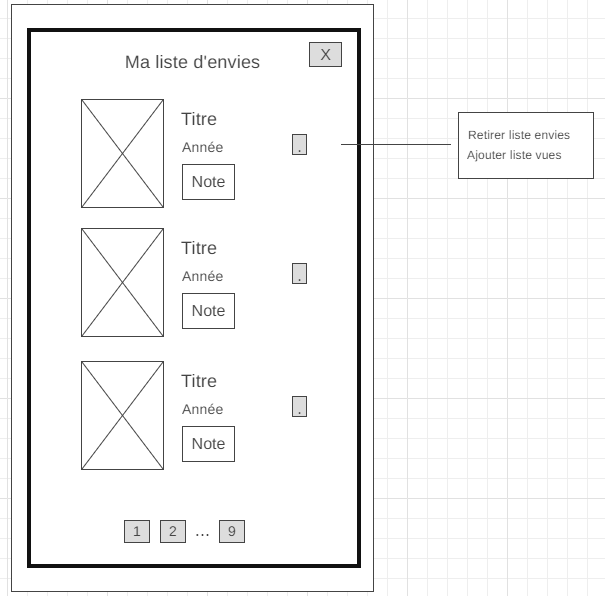 Ma liste d'envies
X
Titre
Année
Note
.
Retirer liste envies
Ajouter liste vues
Titre
Année
Note
.
Titre
Année
Note
.
1 2 ... 9